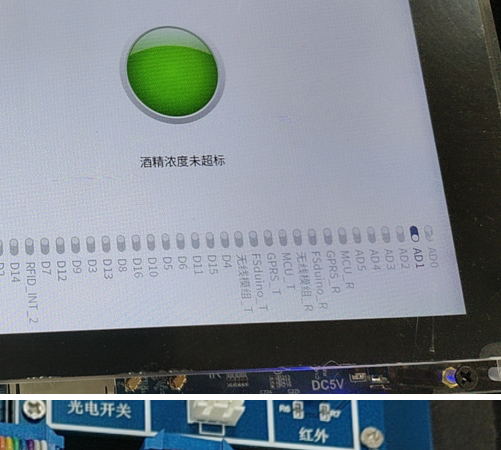 酒精浓度未超标
D14
RFID_INT_2
D7
D12
D9
D3
D13
D8
D16
D10
D5
D6
D11
D15
D4
无线模组_T
FSduino_T
GPRS_T
MCU_T
无线模组_R
FSduino_R
GPRS_R
MCU_R
AD5
AD4
AD3
AD2
AD1
AD0
DC5V
光电开关
红外